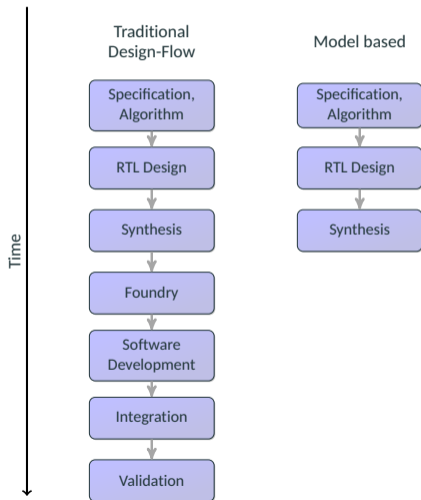 Traditional
Design-Flow
Model based
Specification,
Algorithm
Specification,
Algorithm
RTL Design
RTL Design
Synthesis
Synthesis
Time
Foundry
Software
Development
Integration
Validation